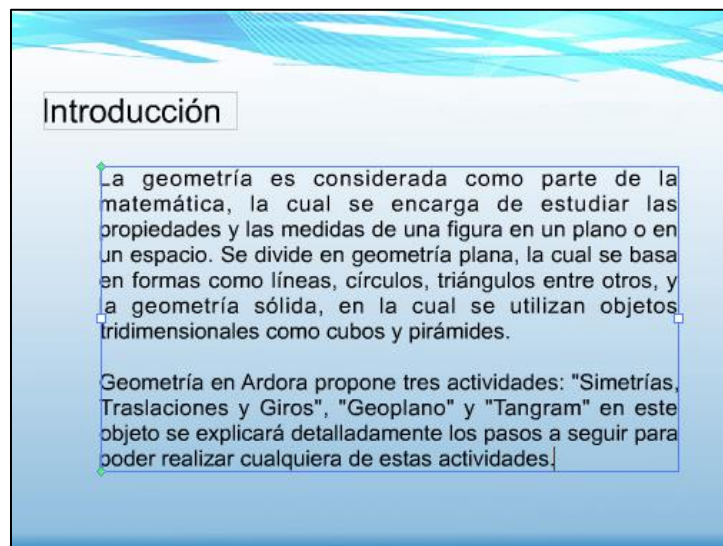 Introducción
La geometría es considerada como parte de la
matemática, la cual se encarga de estudiar las
propiedades y las medidas de una figura en un plano o en
un espacio. Se divide en geometría plana, la cual se basa
en formas como líneas, círculos, triángulos entre otros, y
la geometría sólida, en la cual se utilizan objetos
tridimensionales como cubos y pirámides.
Geometría en Ardora propone tres actividades: "Simetrías,
Traslaciones y Giros", "Geoplano" y "Tangram" en este
objeto se explicará detalladamente los pasos a seguir para
poder realizar cualquiera de estas actividades.